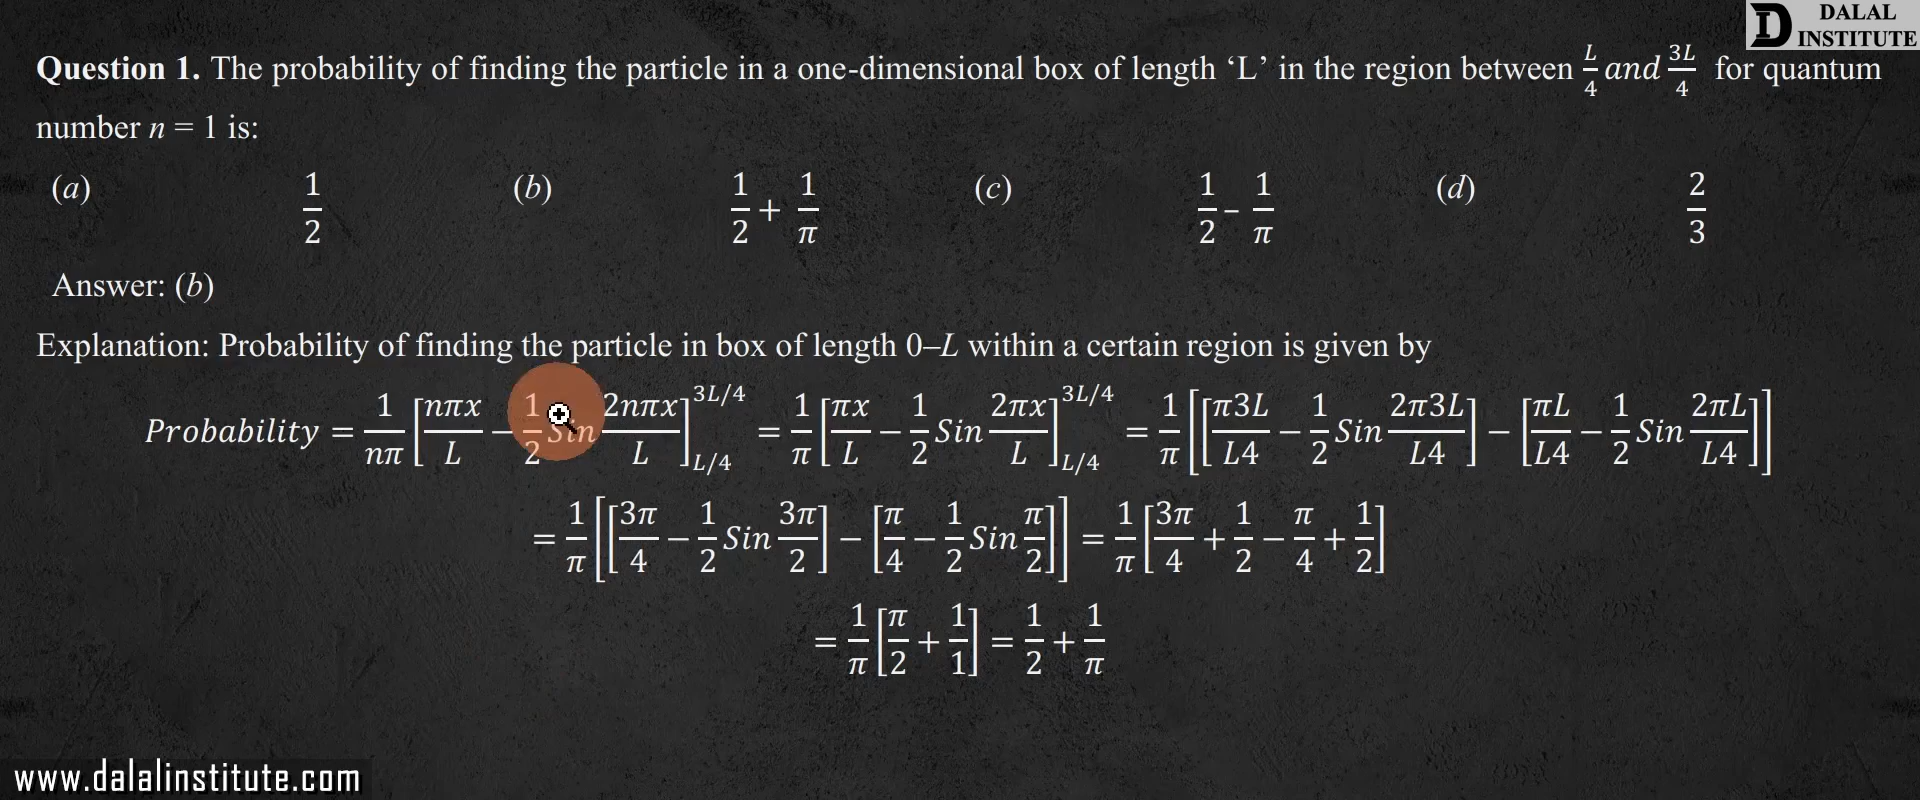 DALAL
INSTITUTE
Question 1. The probability of finding the particle in a one-dimensional box of length ‘L’ in the region between L/4 and 3L/4 for quantum
number n = 1 is:
(a) 1/2 (b) 1/2 + 1/π (c) 1/2 - 1/π (d) 2/3
Answer: (b)
Explanation: Probability of finding the particle in box of length 0–L within a certain region is given by
Probability = 1/nπ [nπx/L − 1/2 Sin 2nπx/L]_{L/4}^{3L/4} = 1/π [πx/L − 1/2 Sin 2πx/L]_{L/4}^{3L/4} = 1/π [[π3L/L4 − 1/2 Sin 2π3L/L4] − [πL/L4 − 1/2 Sin 2πL/L4]]
= 1/π [[3π/4 − 1/2 Sin 3π/2] − [π/4 − 1/2 Sin π/2]] = 1/π [3π/4 + 1/2 − π/4 + 1/2]
= 1/π [π/2 + 1/1] = 1/2 + 1/π
www.dalalinstitute.com